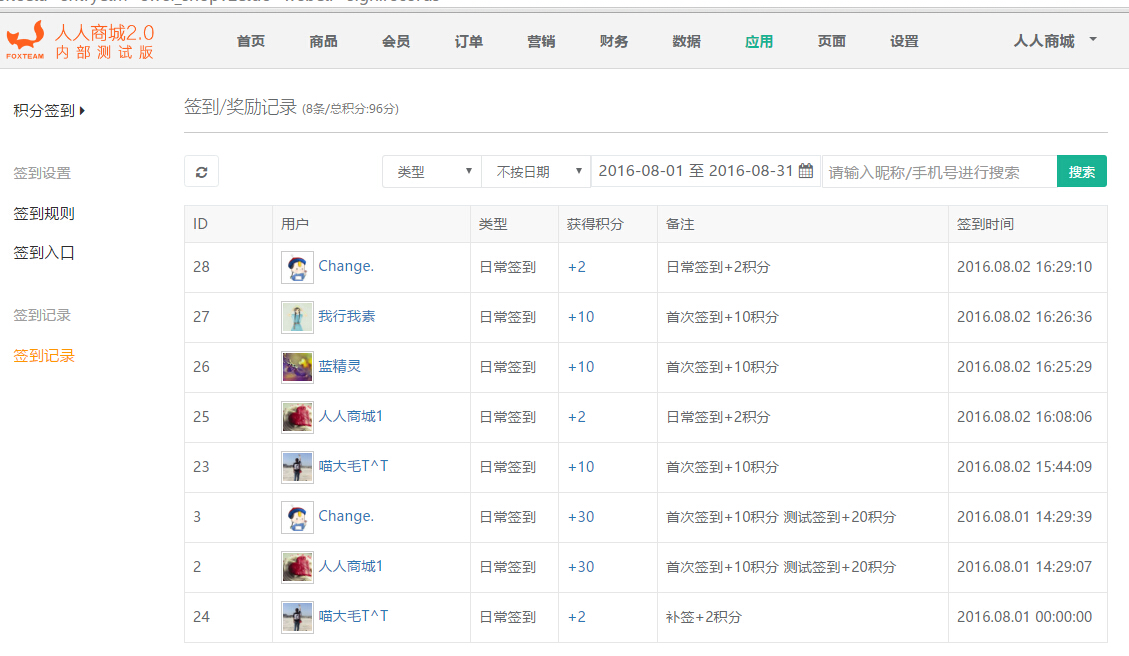 人人商城2.0
内部测试版
FOXTEAM
首页 商品 会员 订单 营销 财务 数据 应用 页面 设置 人人商城
积分签到
签到设置
签到规则
签到入口
签到记录
签到记录
签到/奖励记录 (8条/总积分:96分)
类型 不按日期 2016-08-01 至 2016-08-31 请输入昵称/手机号进行搜索 搜索
ID 用户 类型 获得积分 备注 签到时间
28 Change. 日常签到 +2 日常签到+2积分 2016.08.02 16:29:10
27 我行我素 日常签到 +10 首次签到+10积分 2016.08.02 16:26:36
26 蓝精灵 日常签到 +10 首次签到+10积分 2016.08.02 16:25:29
25 人人商城1 日常签到 +2 日常签到+2积分 2016.08.02 16:08:06
23 喵大毛T^T 日常签到 +10 首次签到+10积分 2016.08.02 15:44:09
3 Change. 日常签到 +30 首次签到+10积分 测试签到+20积分 2016.08.01 14:29:39
2 人人商城1 日常签到 +30 首次签到+10积分 测试签到+20积分 2016.08.01 14:29:07
24 喵大毛T^T 日常签到 +2 补签+2积分 2016.08.01 00:00:00